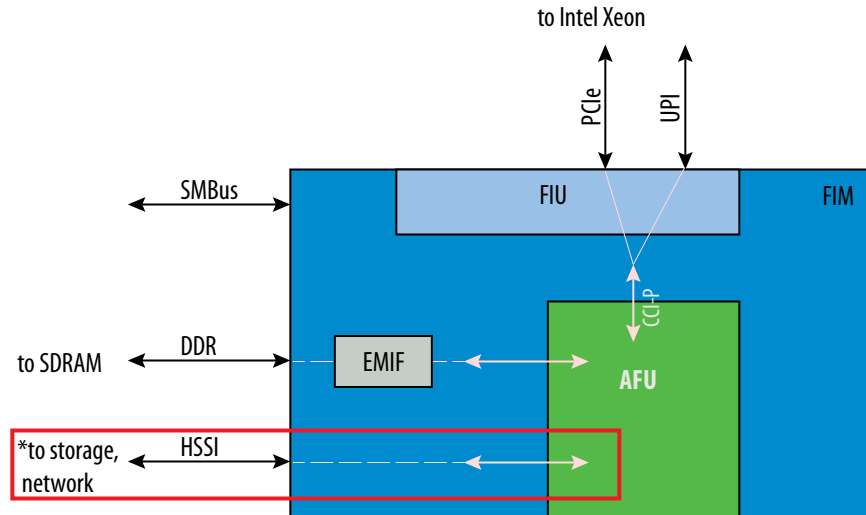 to Intel Xeon
PCIe
UPI
SMBus
FIU
FIM
CCI-P
to SDRAM
DDR
EMIF
AFU
*to storage,
network
HSSI